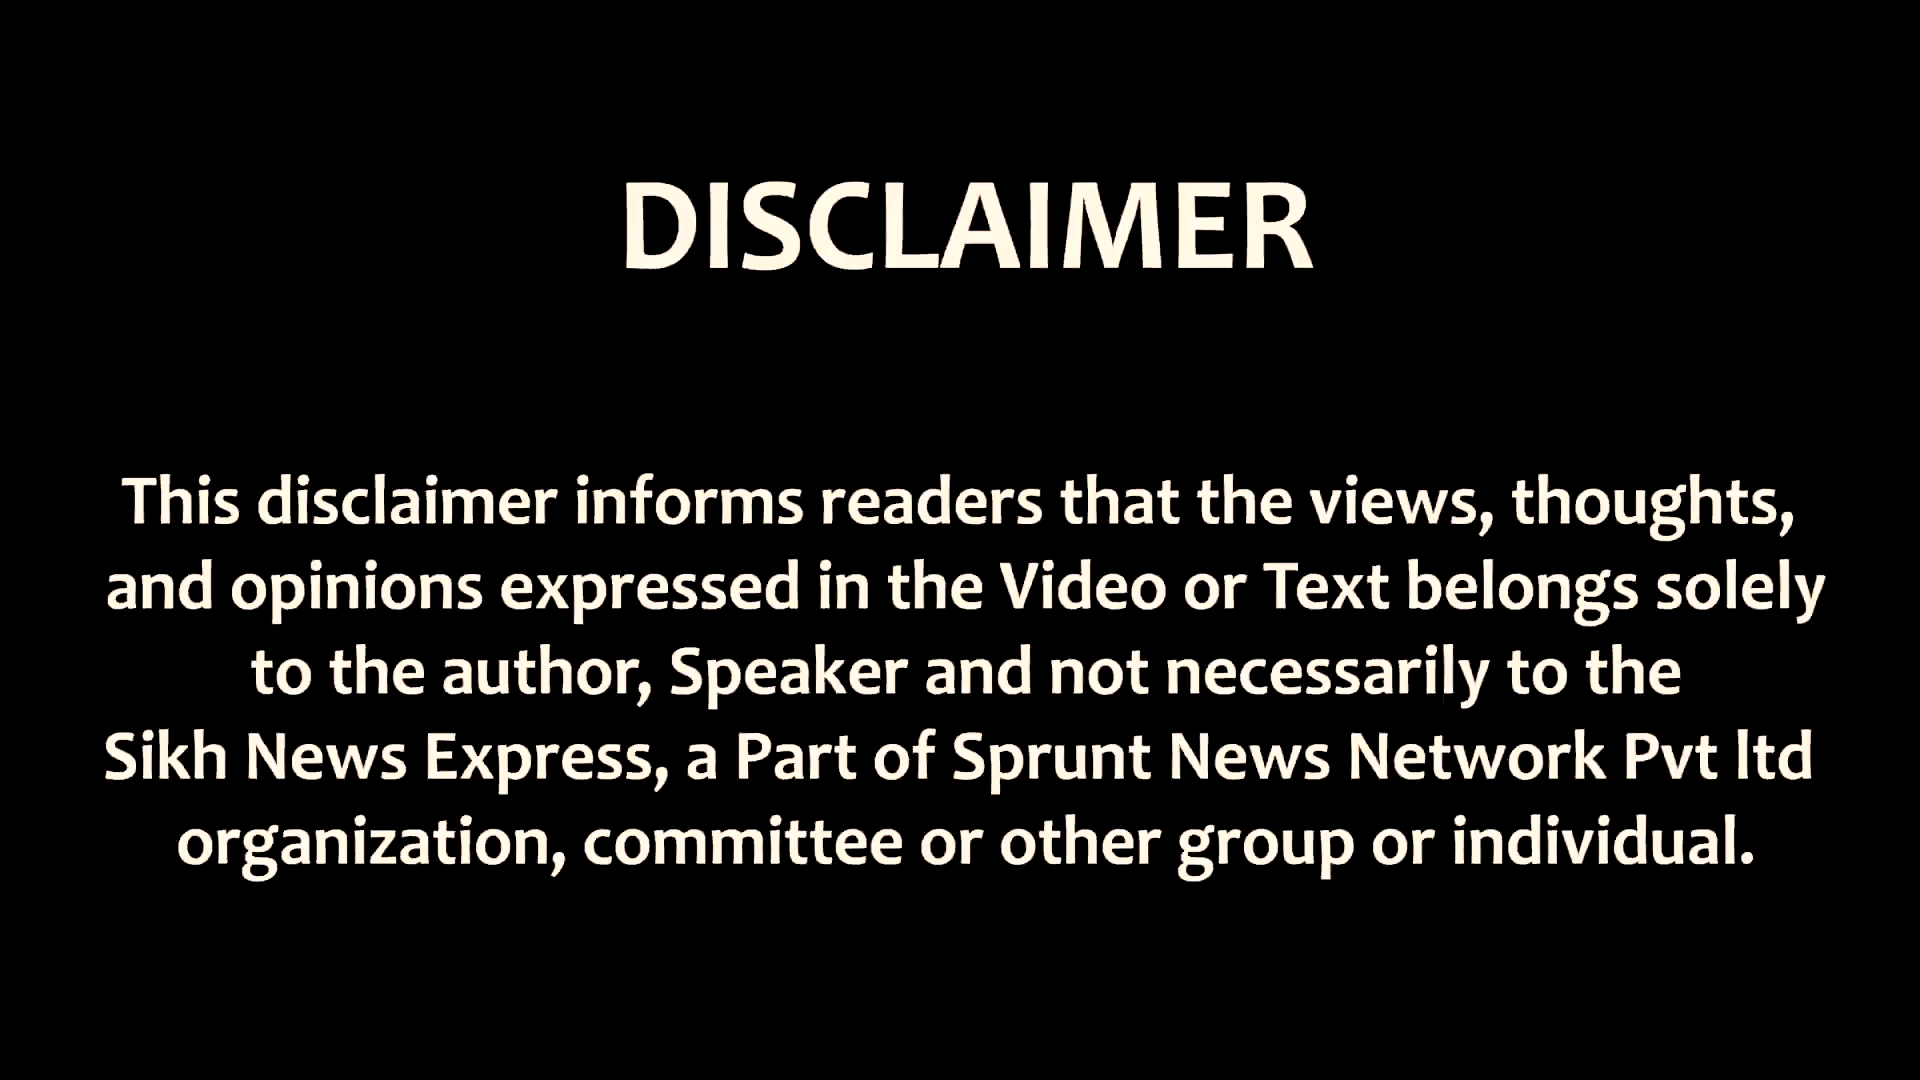 DISCLAIMER
This disclaimer informs readers that the views, thoughts,
and opinions expressed in the Video or Text belongs solely
to the author, Speaker and not necessarily to the
Sikh News Express, a Part of Sprunt News Network Pvt ltd
organization, committee or other group or individual.